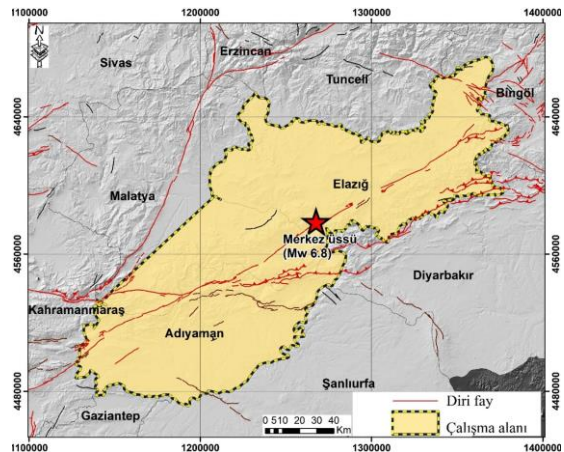 1100000 1200000 1300000 1400000
N
Erzincan
Sivas
Tunceli
Bingöl
4640000 4640000
Elazığ
Malatya
Merkez üssü
(Mw 6.8)
4560000 4560000
Diyarbakır
Kahramanmaraş
Adıyaman
Şanlıurfa
4480000 4480000
Gaziantep
Diri fay
Çalışma alanı
0 5 10 20 30 40
Km
1100000 1200000 1300000 1400000